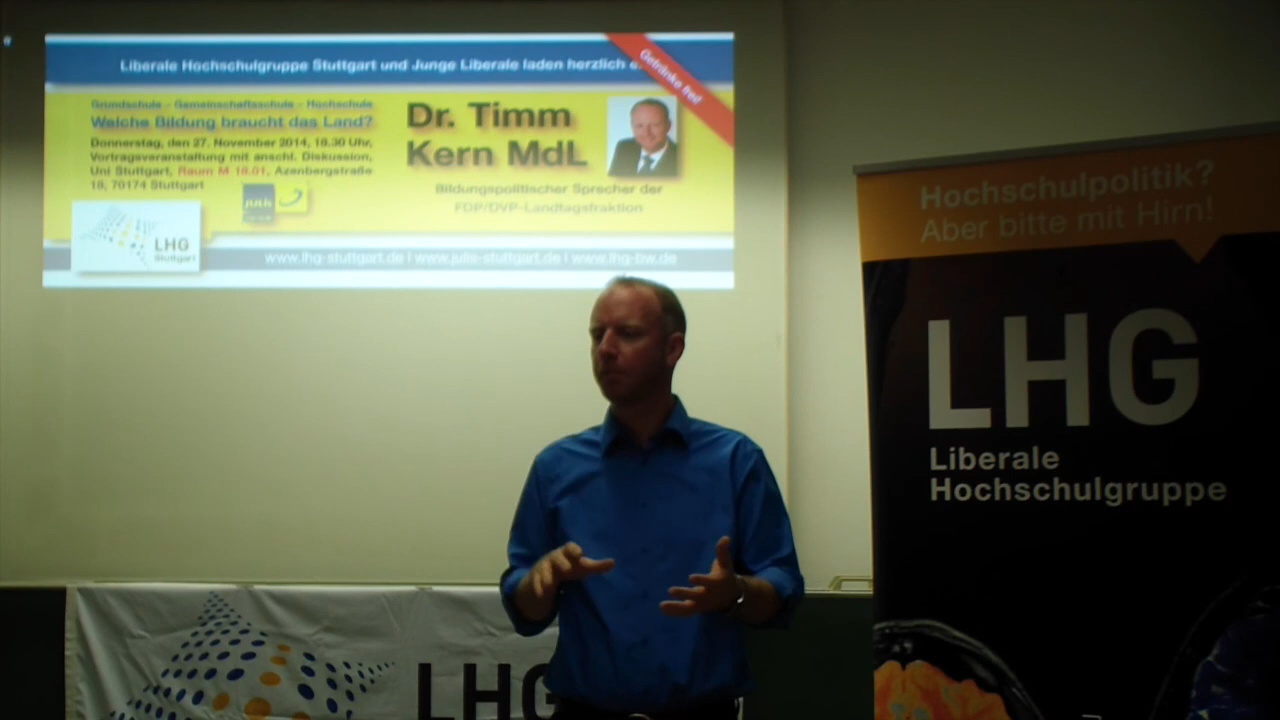 Liberale Hochschulgruppe Stuttgart und Junge Liberale laden herzlich
Getränke frei!
Grundschule - Gemeinschaftsschule - Hochschule
Welche Bildung braucht das Land?
Donnerstag, den 27. November 2014, 18.30 Uhr,
Vortragsveranstaltung mit anschl. Diskussion,
Uni Stuttgart, Raum M 18.01, Azenbergstraße
18, 70174 Stuttgart
Dr. Timm
Kern MdL
Bildungspolitischer Sprecher der
FDP/DVP-Landtagsfraktion
JULIS
LHG
Stuttgart
www.lhg-stuttgart.de | www.julis-stuttgart.de | www.lhg-bw.de
Hochschulpolitik?
Aber bitte mit Hirn!
LHG
Liberale
Hochschulgruppe
LHG